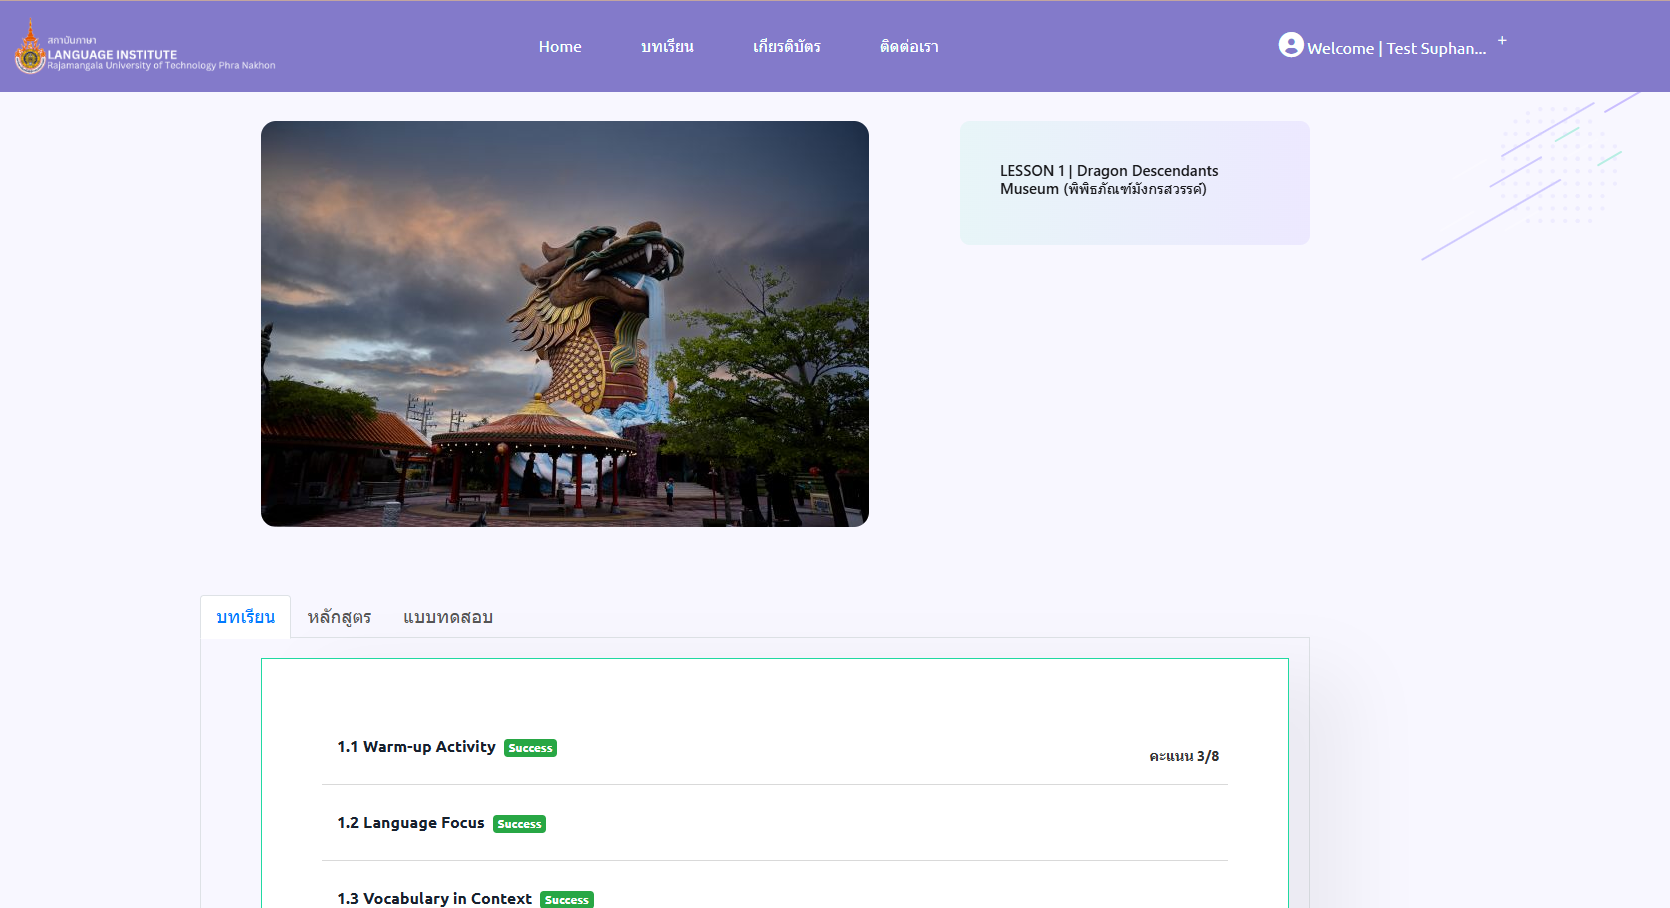 สถาบันภาษา
LANGUAGE INSTITUTE
Rajamangala University of Technology Phra Nakhon
Home
บทเรียน
เกียรติบัตร
ติดต่อเรา
Welcome | Test Suphan... +
LESSON 1 | Dragon Descendants
Museum (พิพิธภัณฑ์มังกรสวรรค์)
บทเรียน
หลักสูตร
แบบทดสอบ
1.1 Warm-up Activity Success
คะแนน 3/8
1.2 Language Focus Success
1.3 Vocabulary in Context Success